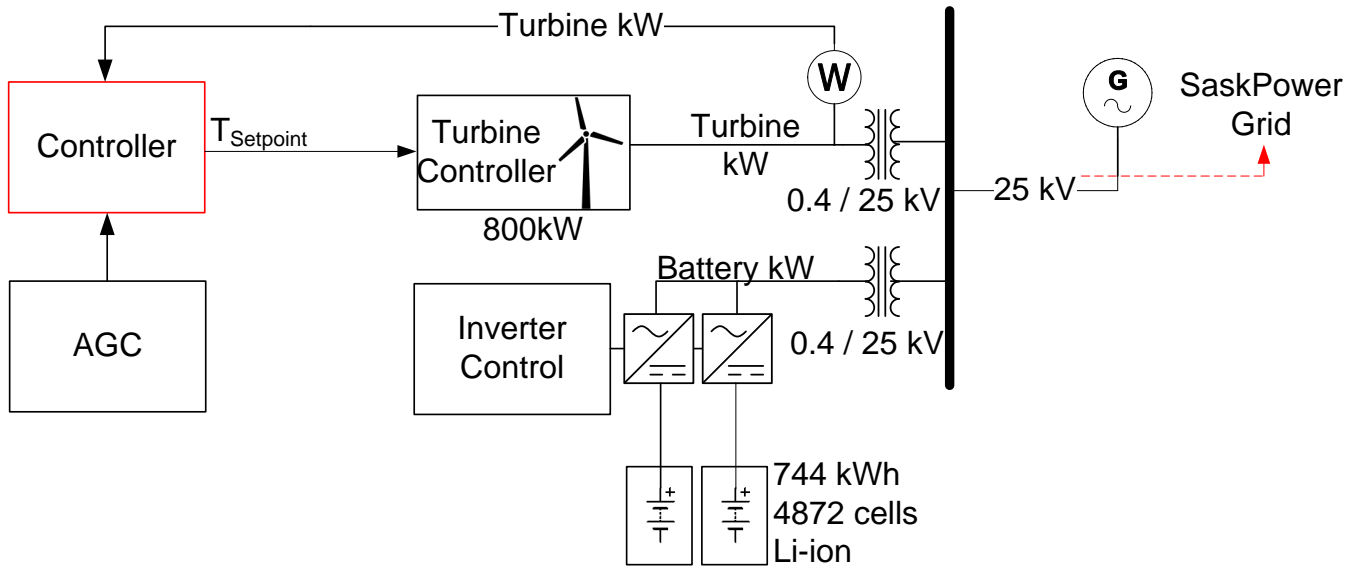 Turbine kW
W
G
SaskPower
Grid
Controller
TSetpoint
Turbine
Controller
Turbine
kW
25 kV
0.4 / 25 kV
800kW
AGC
Inverter
Control
Battery kW
0.4 / 25 kV
+
+
744 kWh
4872 cells
Li-ion